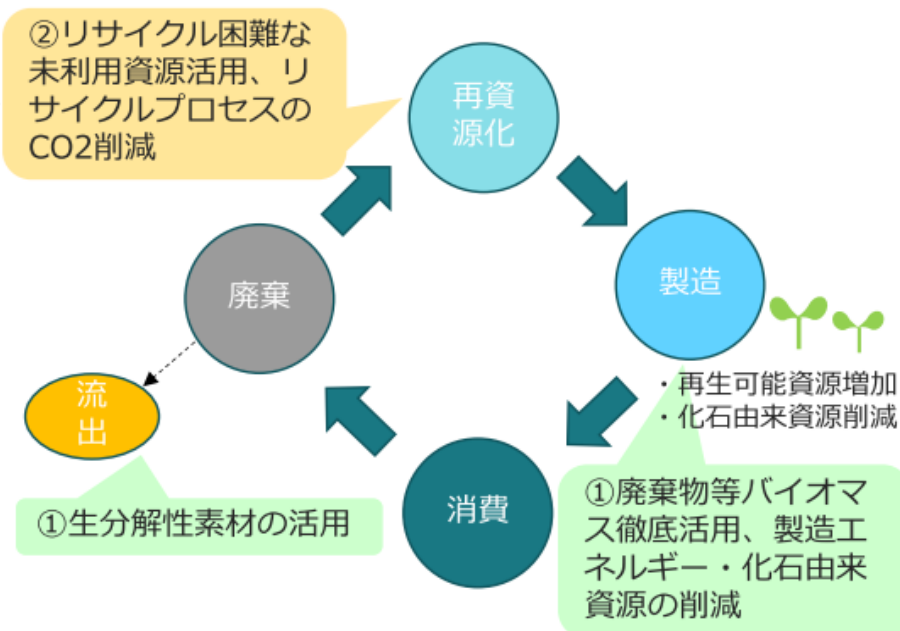 ②リサイクル困難な
未利用資源活用、リ
サイクルプロセスの
CO2削減
再資
源化
製造
廃棄
・再生可能資源増加
・化石由来資源削減
流
出
消費
①生分解性素材の活用
①廃棄物等バイオマ
ス徹底活用、製造エ
ネルギー・化石由来
資源の削減